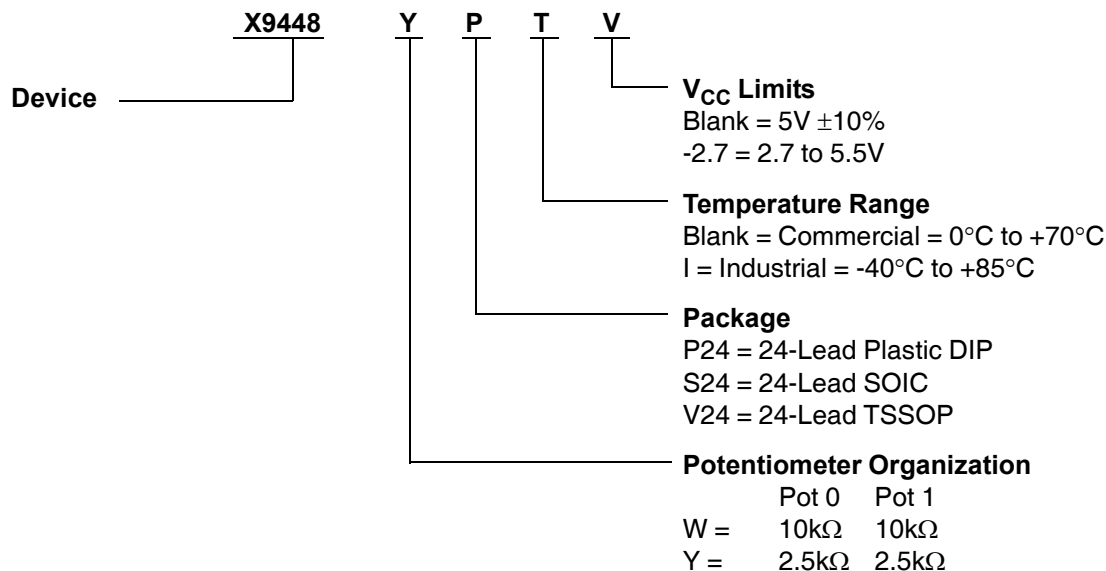 X9448 Y P T V
Device
VCC Limits
Blank = 5V ±10%
-2.7 = 2.7 to 5.5V
Temperature Range
Blank = Commercial = 0°C to +70°C
I = Industrial = -40°C to +85°C
Package
P24 = 24-Lead Plastic DIP
S24 = 24-Lead SOIC
V24 = 24-Lead TSSOP
Potentiometer Organization
Pot 0 Pot 1
W = 10kΩ 10kΩ
Y = 2.5kΩ 2.5kΩ